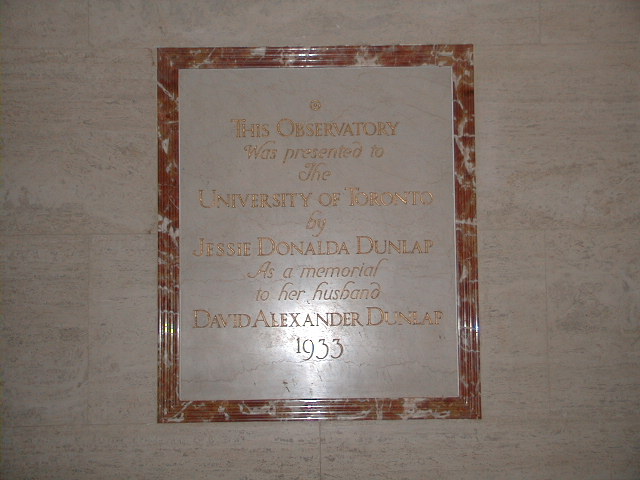 This Observatory
Was presented to
The
University of Toronto
by
Jessie Donalda Dunlap
As a memorial
to her husband
David Alexander Dunlap
1933